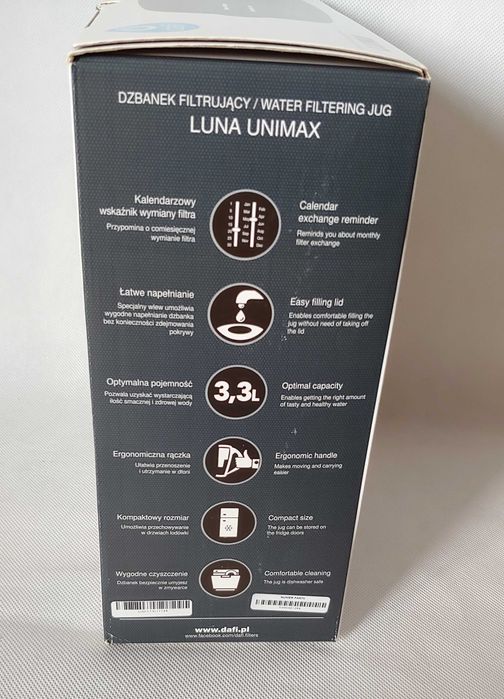 DZBANEK FILTRUJĄCY / WATER FILTERING JUG
LUNA UNIMAX
Kalendarzowy
wskaźnik wymiany filtra
Przypomina o comiesięcznej
wymianie filtra
Calendar
exchange reminder
Reminds you about monthly
filter exchange
Łatwe napełnianie
Specjalny wlew umożliwia
wygodne napełnianie dzbanka
bez konieczności zdejmowania
pokrywy
Easy filling lid
Enables comfortable filling the
jug without need of taking off
the lid
Optymalna pojemność
Pozwala uzyskać wystarczającą
ilość smacznej i zdrowej wody
3,3L
Optimal capacity
Enables getting the right amount
of tasty and healthy water
Ergonomiczna rączka
Ułatwia przenoszenie
i utrzymanie w dłoni
Ergonomic handle
Makes moving and carrying
easier
Kompaktowy rozmiar
Umożliwia przechowywanie
w drzwiach lodówki
Compact size
The jug can be stored on
the fridge doors
Wygodne czyszczenie
Dzbanek bezpiecznie umyjesz
w zmywarce
Comfortable cleaning
The jug is dishwasher safe
www.dafi.pl
www.facebook.com/dafi.filters